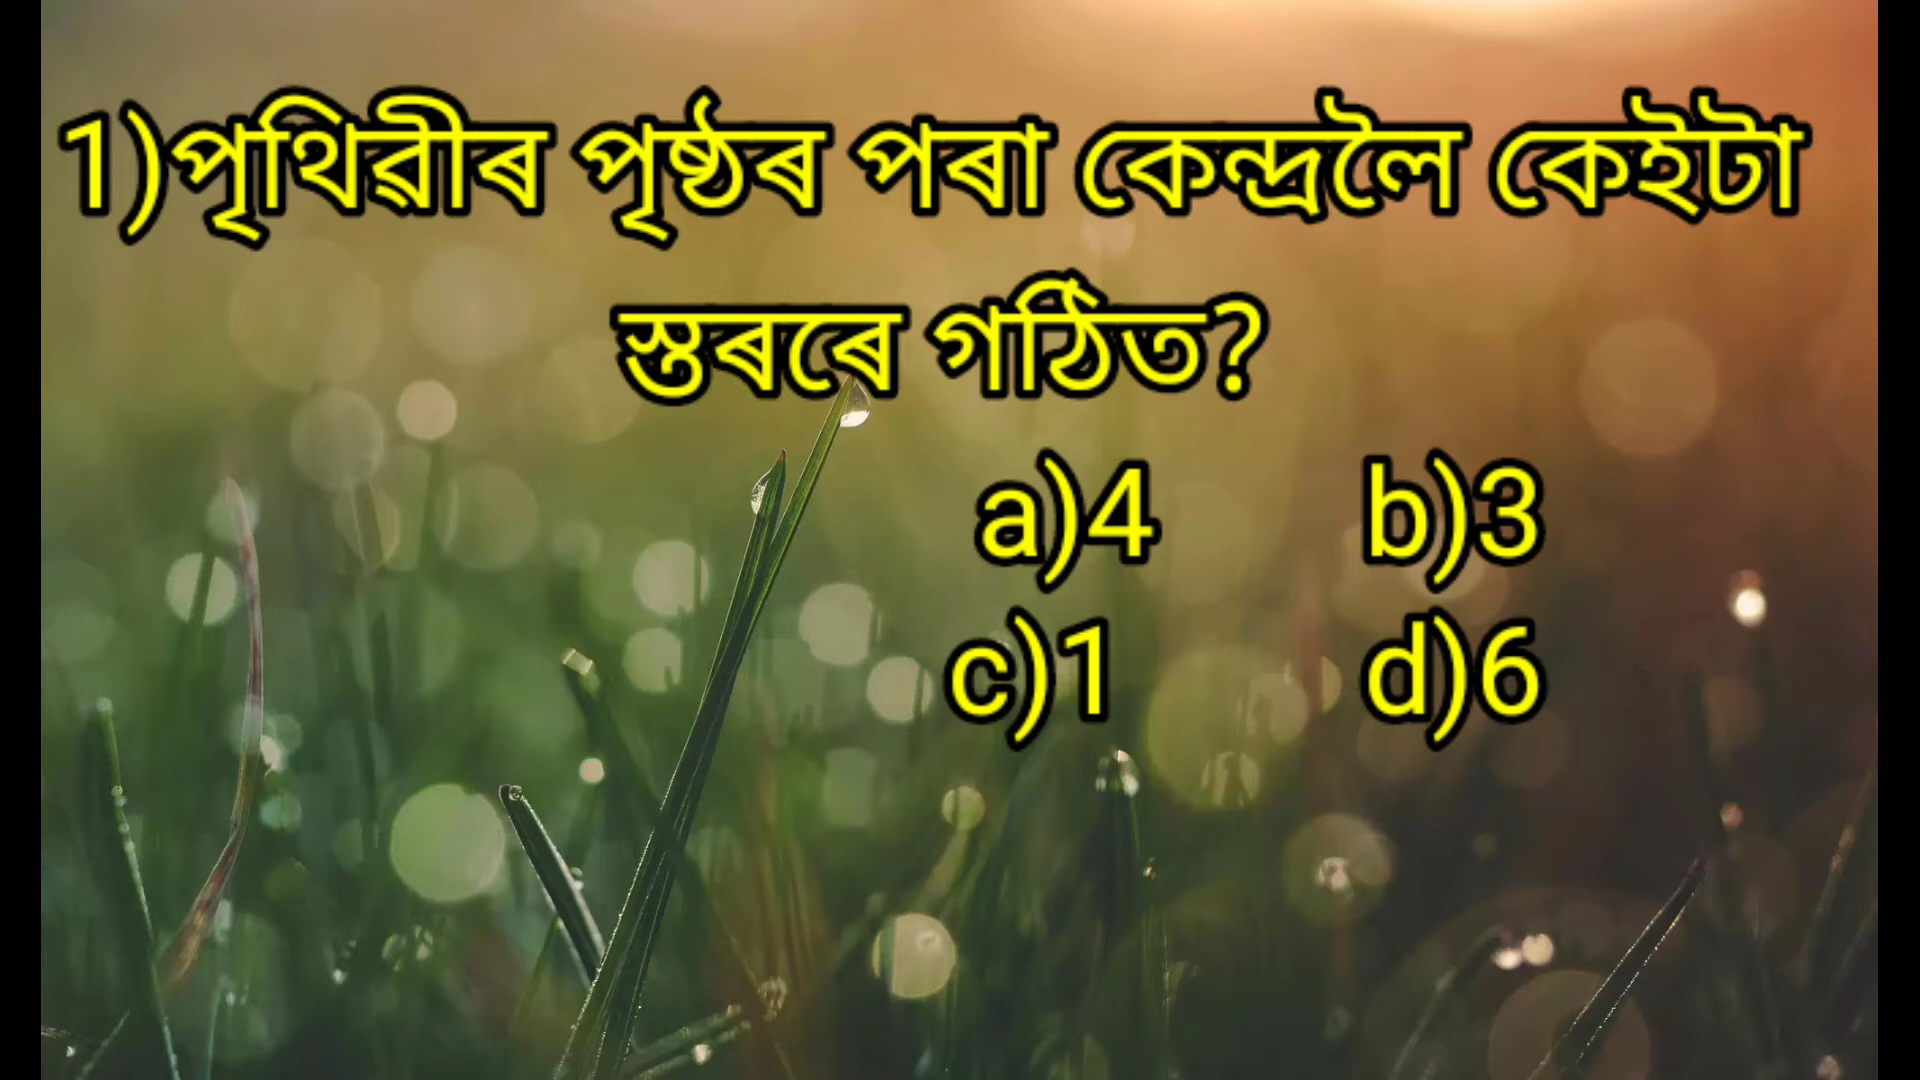 1)পৃথিৱীৰ পৃষ্ঠৰ পৰা কেন্দ্ৰলৈ কেইটা
স্তৰৰে গঠিত?
a)4 b)3
c)1 d)6